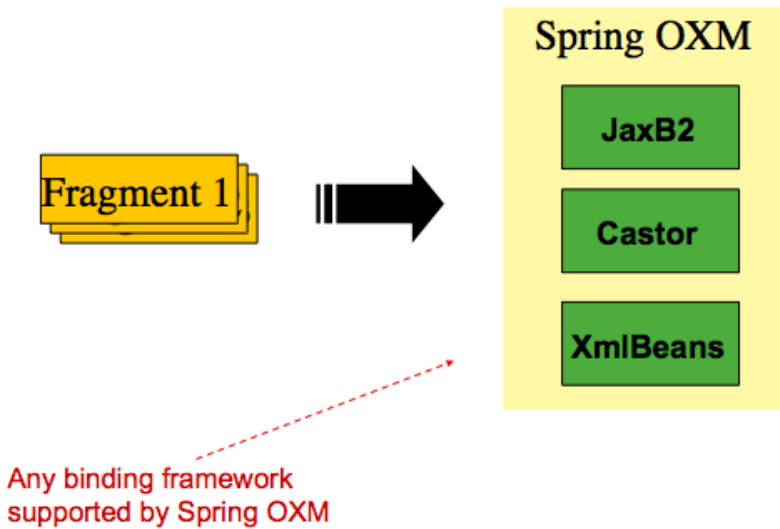 Spring OXM
JaxB2
Fragment 1
Castor
XmlBeans
Any binding framework
supported by Spring OXM